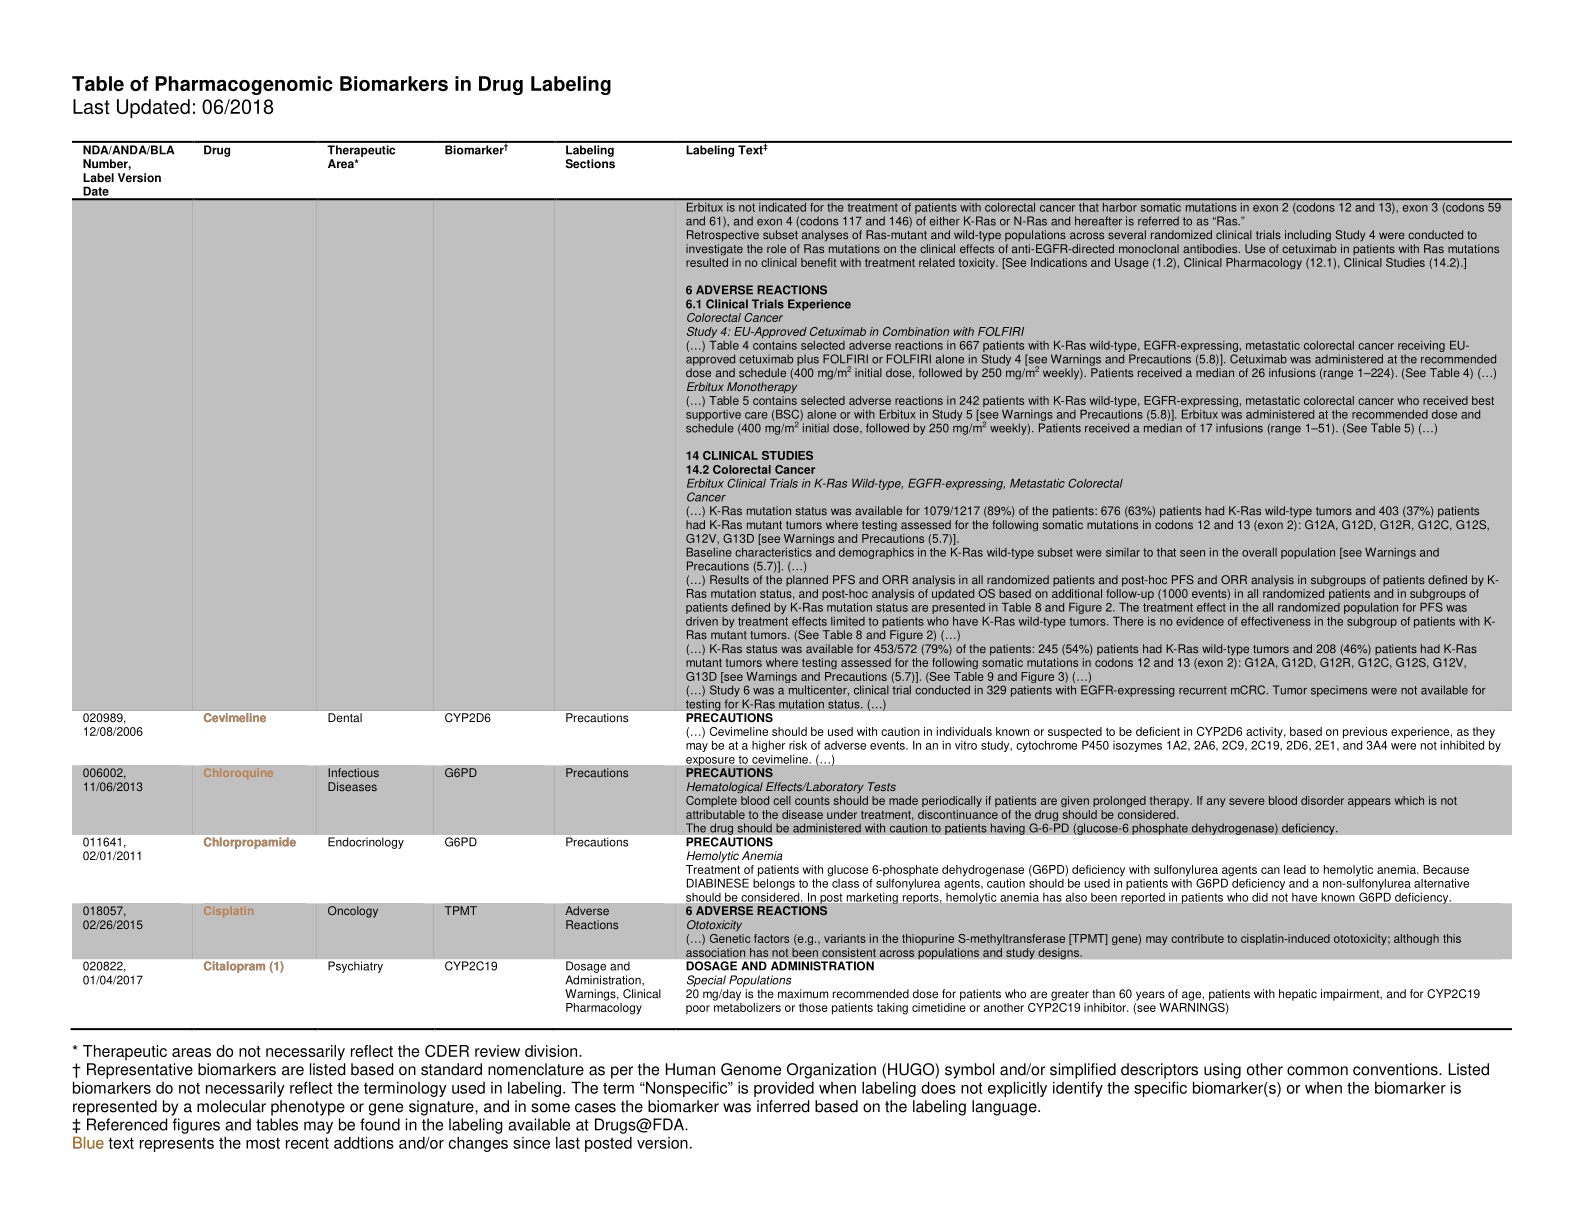 Table of Pharmacogenomic Biomarkers in Drug Labeling
Last Updated: 06/2018
NDA/ANDA/BLA Number, Label Version Date
Drug
Therapeutic Area*
Biomarker†
Labeling Sections
Labeling Text‡
Erbitux is not indicated for the treatment of patients with colorectal cancer that harbor somatic mutations in exon 2 (codons 12 and 13), exon 3 (codons 59
and 61), and exon 4 (codons 117 and 146) of either K-Ras or N-Ras and hereafter is referred to as “Ras.”
Retrospective subset analyses of Ras-mutant and wild-type populations across several randomized clinical trials including Study 4 were conducted to
investigate the role of Ras mutations on the clinical effects of anti-EGFR-directed monoclonal antibodies. Use of cetuximab in patients with Ras mutations
resulted in no clinical benefit with treatment related toxicity. [See Indications and Usage (1.2), Clinical Pharmacology (12.1), Clinical Studies (14.2).]
6 ADVERSE REACTIONS
6.1 Clinical Trials Experience
Colorectal Cancer
Study 4: EU-Approved Cetuximab in Combination with FOLFIRI
(…) Table 4 contains selected adverse reactions in 667 patients with K-Ras wild-type, EGFR-expressing, metastatic colorectal cancer receiving EU-
approved cetuximab plus FOLFIRI or FOLFIRI alone in Study 4 [see Warnings and Precautions (5.8)]. Cetuximab was administered at the recommended
dose and schedule (400 mg/m2 initial dose, followed by 250 mg/m2 weekly). Patients received a median of 26 infusions (range 1–224). (See Table 4) (…)
Erbitux Monotherapy
(…) Table 5 contains selected adverse reactions in 242 patients with K-Ras wild-type, EGFR-expressing, metastatic colorectal cancer who received best
supportive care (BSC) alone or with Erbitux in Study 5 [see Warnings and Precautions (5.8)]. Erbitux was administered at the recommended dose and
schedule (400 mg/m2 initial dose, followed by 250 mg/m2 weekly). Patients received a median of 17 infusions (range 1–51). (See Table 5) (…)
14 CLINICAL STUDIES
14.2 Colorectal Cancer
Erbitux Clinical Trials in K-Ras Wild-type, EGFR-expressing, Metastatic Colorectal
Cancer
(…) K-Ras mutation status was available for 1079/1217 (89%) of the patients: 676 (63%) patients had K-Ras wild-type tumors and 403 (37%) patients
had K-Ras mutant tumors where testing assessed for the following somatic mutations in codons 12 and 13 (exon 2): G12A, G12D, G12R, G12C, G12S,
G12V, G13D [see Warnings and Precautions (5.7)].
Baseline characteristics and demographics in the K-Ras wild-type subset were similar to that seen in the overall population [see Warnings and
Precautions (5.7)]. (…)
(…) Results of the planned PFS and ORR analysis in all randomized patients and post-hoc PFS and ORR analysis in subgroups of patients defined by K-
Ras mutation status, and post-hoc analysis of updated OS based on additional follow-up (1000 events) in all randomized patients and in subgroups of
patients defined by K-Ras mutation status are presented in Table 8 and Figure 2. The treatment effect in the all randomized population for PFS was
driven by treatment effects limited to patients who have K-Ras wild-type tumors. There is no evidence of effectiveness in the subgroup of patients with K-
Ras mutant tumors. (See Table 8 and Figure 2) (…)
(…) K-Ras status was available for 453/572 (79%) of the patients: 245 (54%) patients had K-Ras wild-type tumors and 208 (46%) patients had K-Ras
mutant tumors where testing assessed for the following somatic mutations in codons 12 and 13 (exon 2): G12A, G12D, G12R, G12C, G12S, G12V,
G13D [see Warnings and Precautions (5.7)]. (See Table 9 and Figure 3) (…)
(…) Study 6 was a multicenter, clinical trial conducted in 329 patients with EGFR-expressing recurrent mCRC. Tumor specimens were not available for
testing for K-Ras mutation status. (…)
020989,
12/08/2006
Cevimeline
Dental
CYP2D6
Precautions
PRECAUTIONS
(…) Cevimeline should be used with caution in individuals known or suspected to be deficient in CYP2D6 activity, based on previous experience, as they
may be at a higher risk of adverse events. In an in vitro study, cytochrome P450 isozymes 1A2, 2A6, 2C9, 2C19, 2D6, 2E1, and 3A4 were not inhibited by
exposure to cevimeline. (…)
006002,
11/06/2013
Chloroquine
Infectious
Diseases
G6PD
Precautions
PRECAUTIONS
Hematological Effects/Laboratory Tests
Complete blood cell counts should be made periodically if patients are given prolonged therapy. If any severe blood disorder appears which is not
attributable to the disease under treatment, discontinuance of the drug should be considered.
The drug should be administered with caution to patients having G-6-PD (glucose-6 phosphate dehydrogenase) deficiency.
011641,
02/01/2011
Chlorpropamide
Endocrinology
G6PD
Precautions
PRECAUTIONS
Hemolytic Anemia
Treatment of patients with glucose 6-phosphate dehydrogenase (G6PD) deficiency with sulfonylurea agents can lead to hemolytic anemia. Because
DIABINESE belongs to the class of sulfonylurea agents, caution should be used in patients with G6PD deficiency and a non-sulfonylurea alternative
should be considered. In post marketing reports, hemolytic anemia has also been reported in patients who did not have known G6PD deficiency.
018057,
02/26/2015
Cisplatin
Oncology
TPMT
Adverse
Reactions
6 ADVERSE REACTIONS
Ototoxicity
(…) Genetic factors (e.g., variants in the thiopurine S-methyltransferase [TPMT] gene) may contribute to cisplatin-induced ototoxicity; although this
association has not been consistent across populations and study designs.
020822,
01/04/2017
Citalopram (1)
Psychiatry
CYP2C19
Dosage and
Administration,
Warnings, Clinical
Pharmacology
DOSAGE AND ADMINISTRATION
Special Populations
20 mg/day is the maximum recommended dose for patients who are greater than 60 years of age, patients with hepatic impairment, and for CYP2C19
poor metabolizers or those patients taking cimetidine or another CYP2C19 inhibitor. (see WARNINGS)
* Therapeutic areas do not necessarily reflect the CDER review division.
† Representative biomarkers are listed based on standard nomenclature as per the Human Genome Organization (HUGO) symbol and/or simplified descriptors using other common conventions. Listed
biomarkers do not necessarily reflect the terminology used in labeling. The term “Nonspecific” is provided when labeling does not explicitly identify the specific biomarker(s) or when the biomarker is
represented by a molecular phenotype or gene signature, and in some cases the biomarker was inferred based on the labeling language.
‡ Referenced figures and tables may be found in the labeling available at Drugs@FDA.
Blue text represents the most recent addtions and/or changes since last posted version.